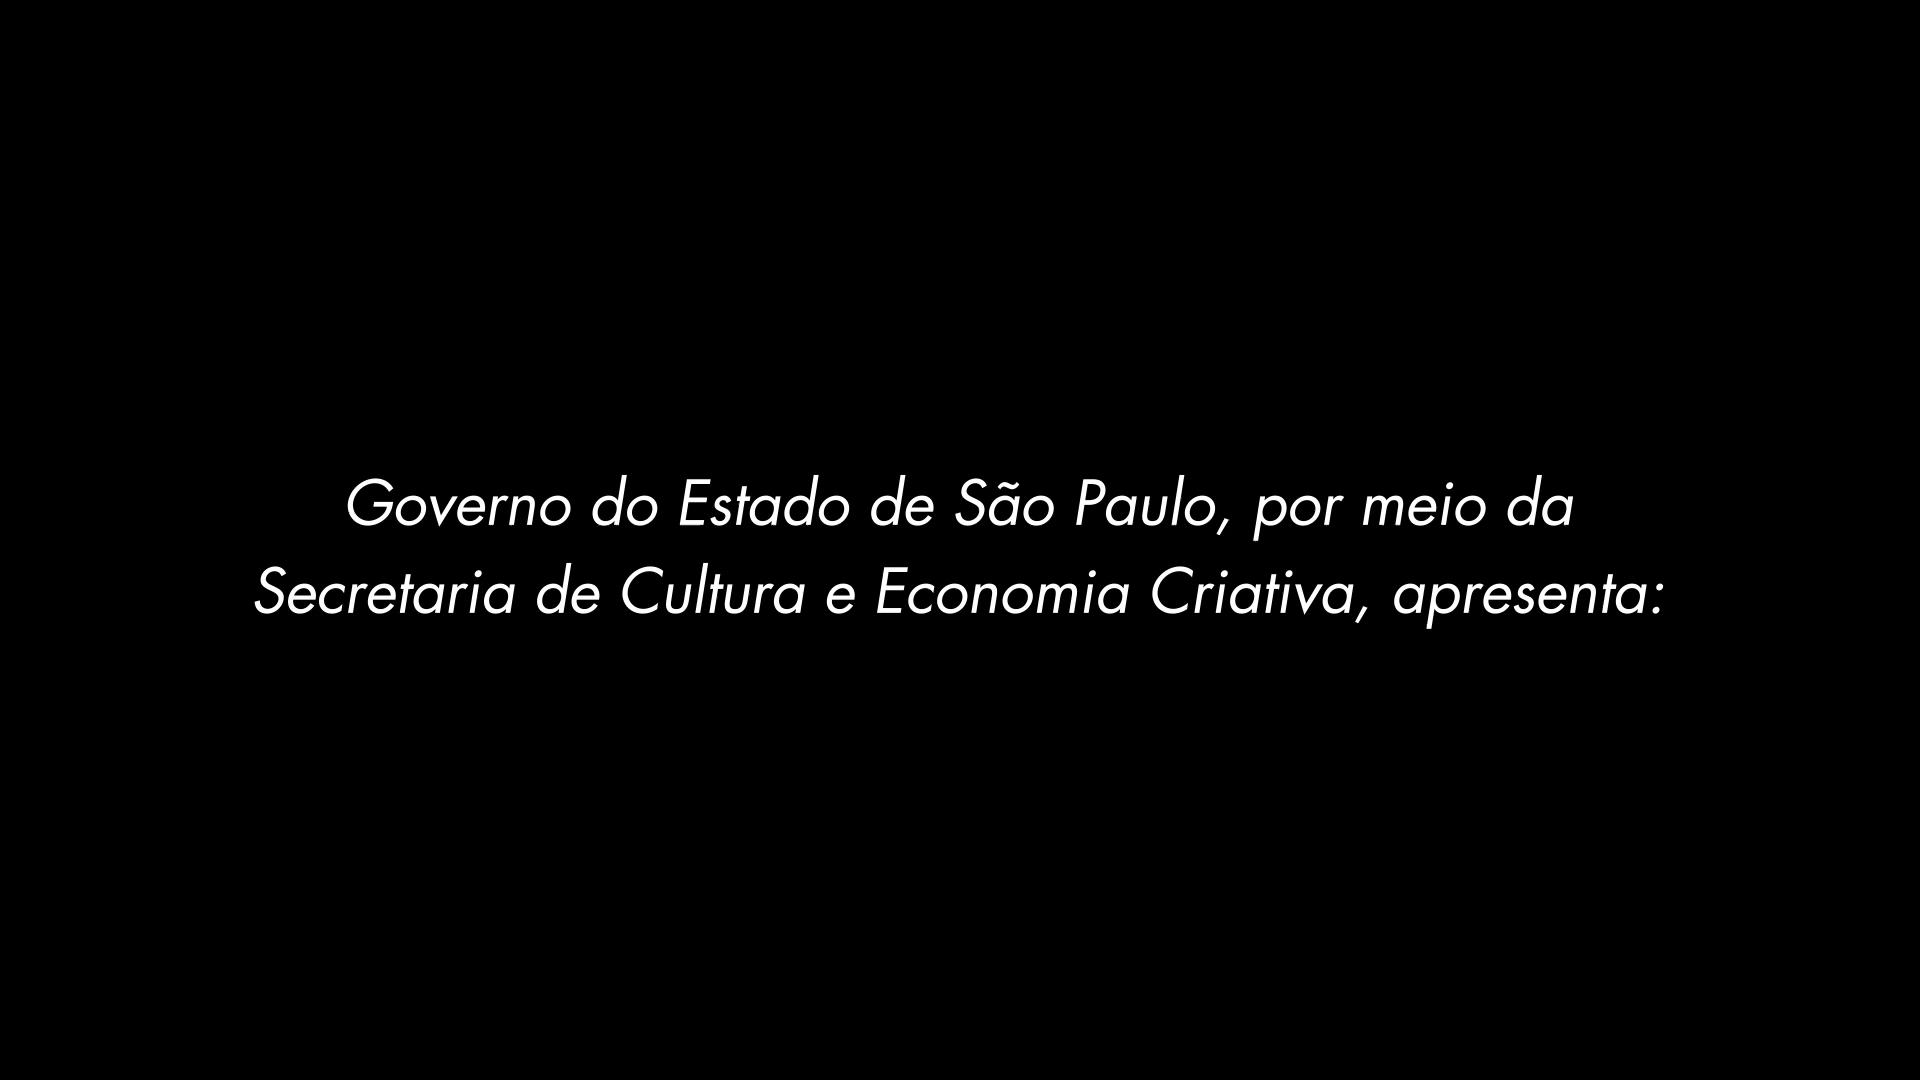 Governo do Estado de São Paulo, por meio da
Secretaria de Cultura e Economia Criativa, apresenta: